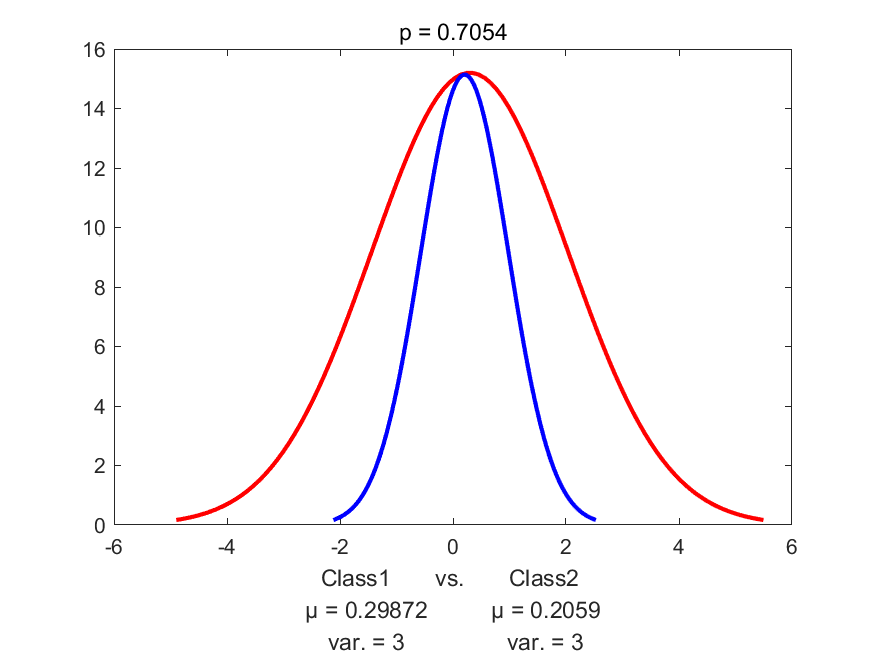 p = 0.7054
16
14
12
10
8
6
4
2
0
-6 -4 -2 0 2 4 6
Class1 vs. Class2
μ = 0.29872 μ = 0.2059
var. = 3 var. = 3